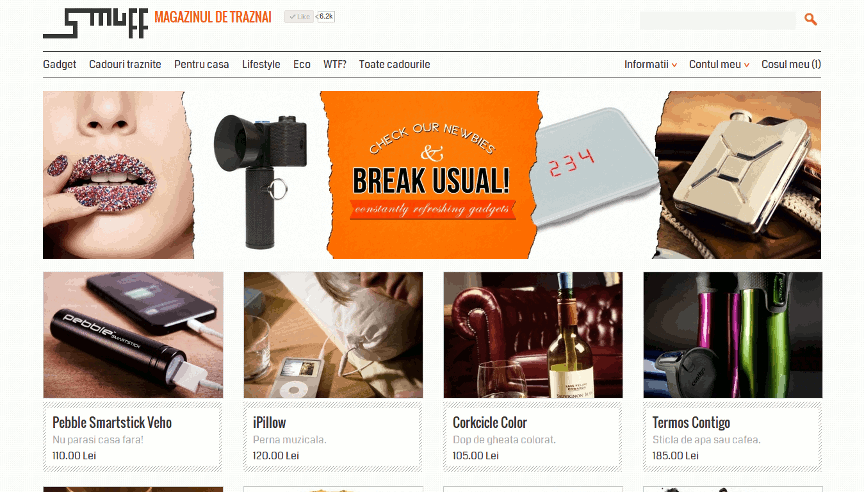 SMUFF MAGAZINUL DE TRAZNAI Like 6.2k
Gadget Cadouri traznite Pentru casa Lifestyle Eco WTF? Toate cadourile Informatii Contul meu Cosul meu (1)
CHECK OUR NEWBIES
&
BREAK USUAL!
constantly refreshing gadgets
234
pebble SMARTSTICK
Pebble Smartstick Veho
Nu parasi casa fara!
110.00 Lei
iPillow
Perna muzicala.
120.00 Lei
Corkcicle Color
Dop de gheata colorat.
105.00 Lei
Termos Contigo
Sticla de apa sau cafea.
185.00 Lei